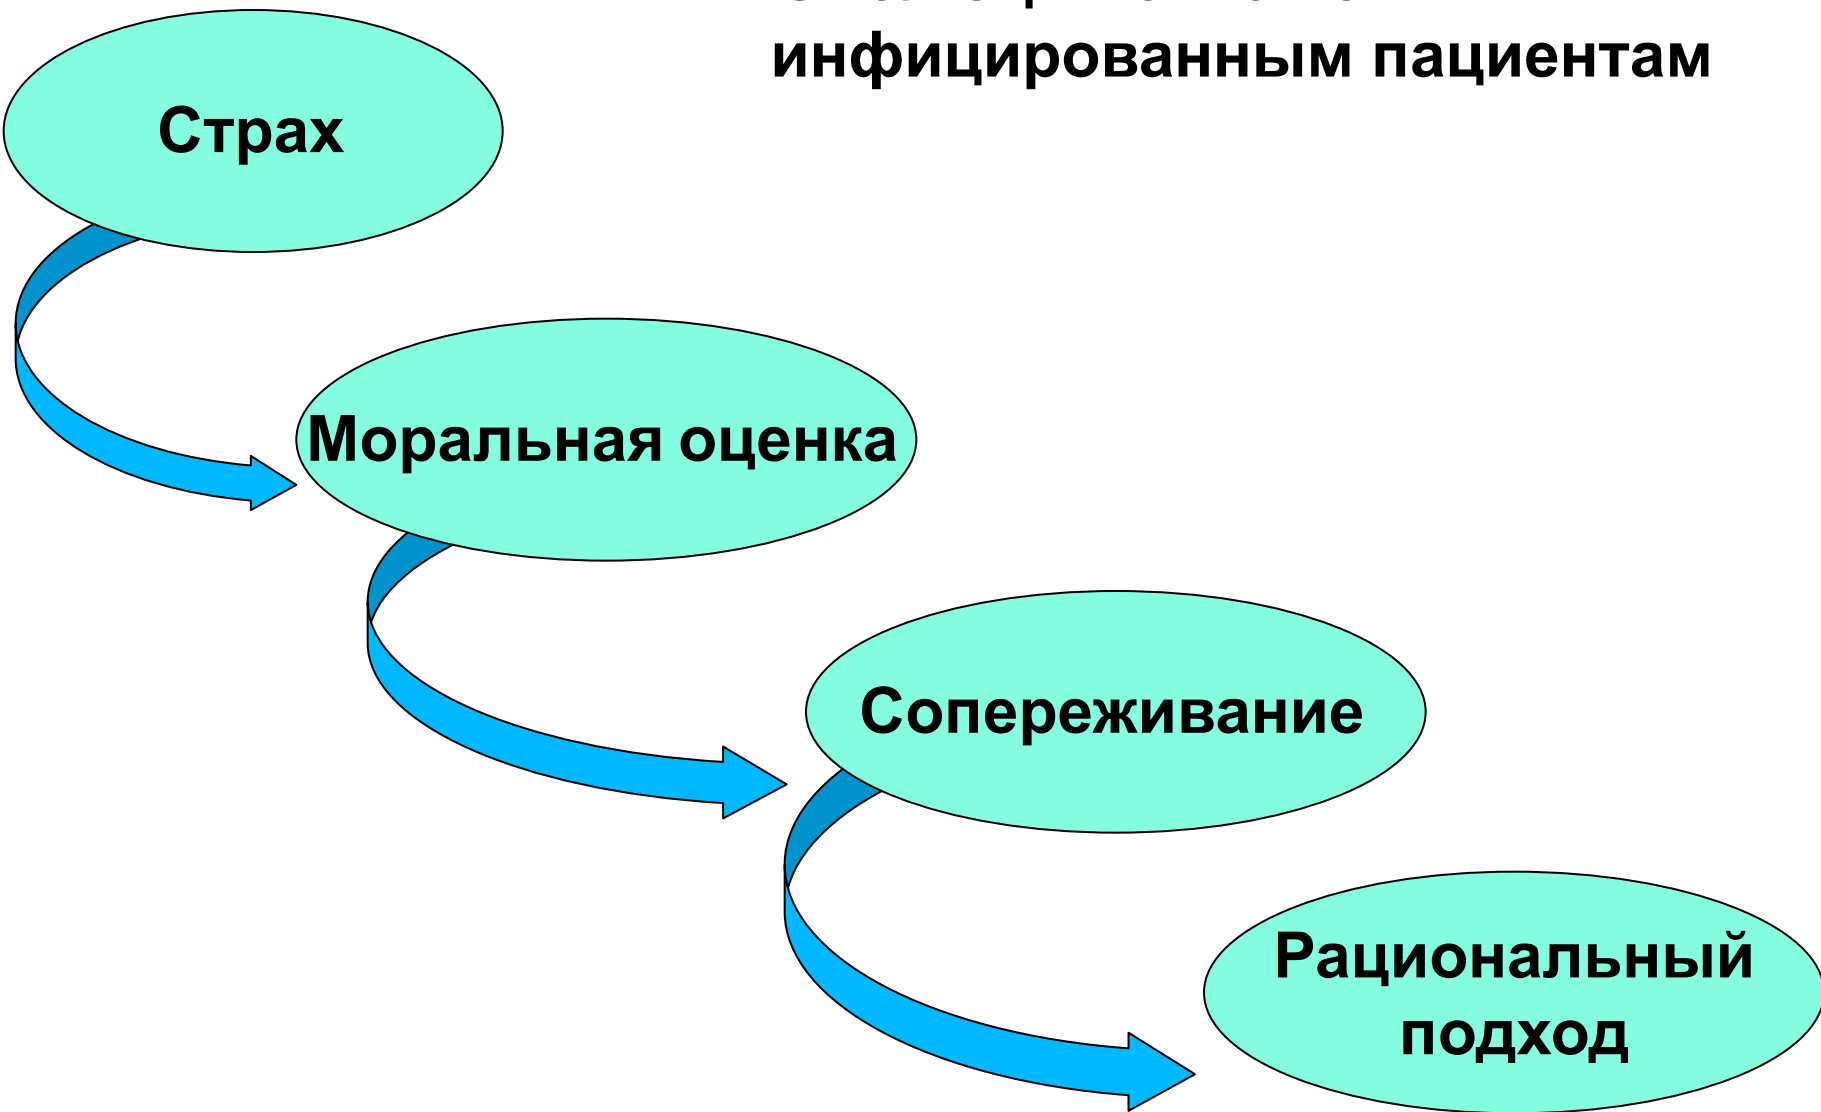 инфицированным пациентам
Страх
Моральная оценка
Сопереживание
Рациональный
подход